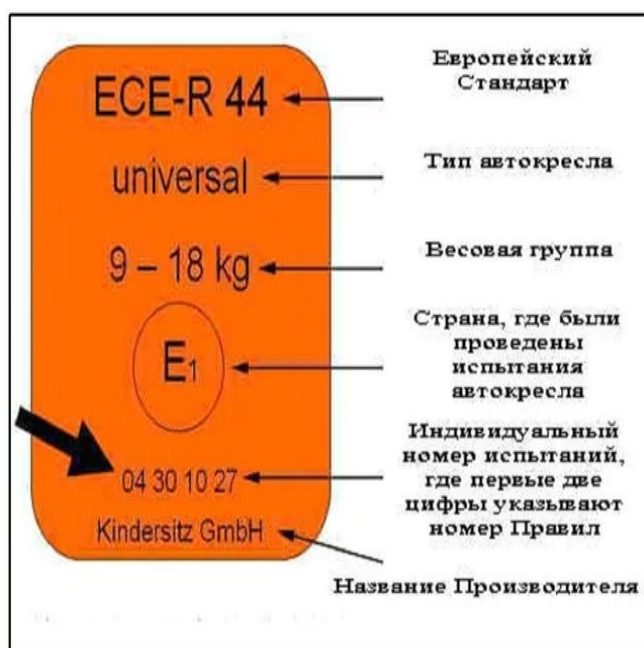 ECE-R 44
Европейский
Стандарт
universal
Тип автокресла
9 – 18 kg
Весовая группа
E1
Страна, где были
проведены
испытания
автокресла
04 30 10 27
Индивидуальный
номер испытаний,
где первые две
цифры указывают
номер Правил
Kindersitz GmbH
Название Производителя